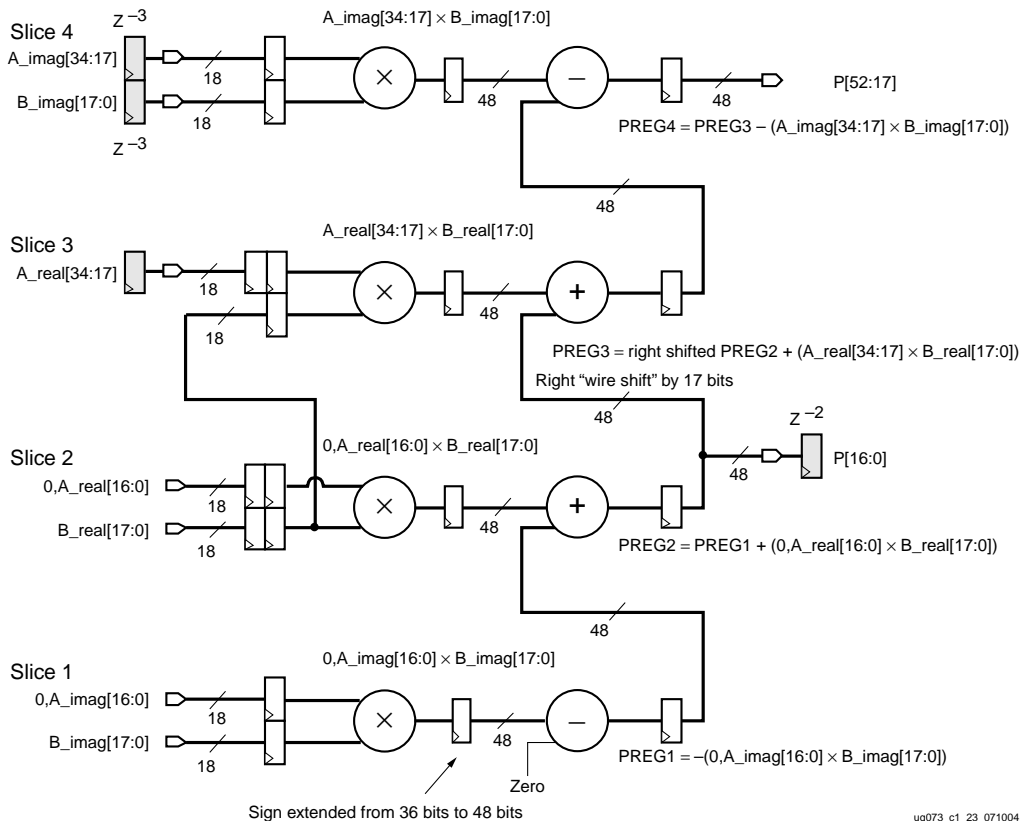 Z–3
A_imag[34:17] × B_imag[17:0]
Slice 4
A_imag[34:17]
18
×
48
–
48
P[52:17]
B_imag[17:0]
18
Z–3
PREG4 = PREG3 – (A_imag[34:17] × B_imag[17:0])
48
A_real[34:17] × B_real[17:0]
Slice 3
A_real[34:17]
18
×
48
+
18
PREG3 = right shifted PREG2 + (A_real[34:17] × B_real[17:0])
Right “wire shift” by 17 bits
48
Z–2
0,A_real[16:0] × B_real[17:0]
Slice 2
48
P[16:0]
0,A_real[16:0]
18
×
48
+
B_real[17:0]
18
PREG2 = PREG1 + (0,A_real[16:0] × B_real[17:0])
48
0,A_imag[16:0] × B_imag[17:0]
Slice 1
0,A_imag[16:0]
18
×
48
–
B_imag[17:0]
18
PREG1 = –(0,A_imag[16:0] × B_imag[17:0])
Zero
Sign extended from 36 bits to 48 bits
ug073_c1_23_071004